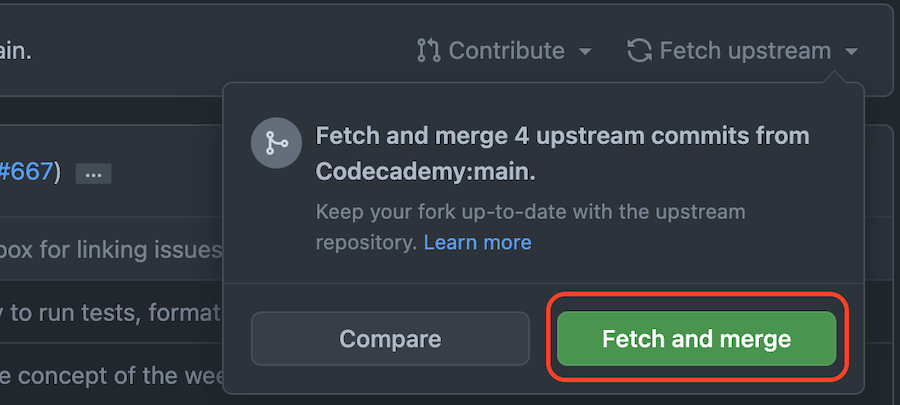 ain.
Contribute
Fetch upstream
Fetch and merge 4 upstream commits from
Codecademy:main.
#667) ...
Keep your fork up-to-date with the upstream
repository. Learn more
box for linking issues
y to run tests, format
Compare
Fetch and merge
e concept of the wee